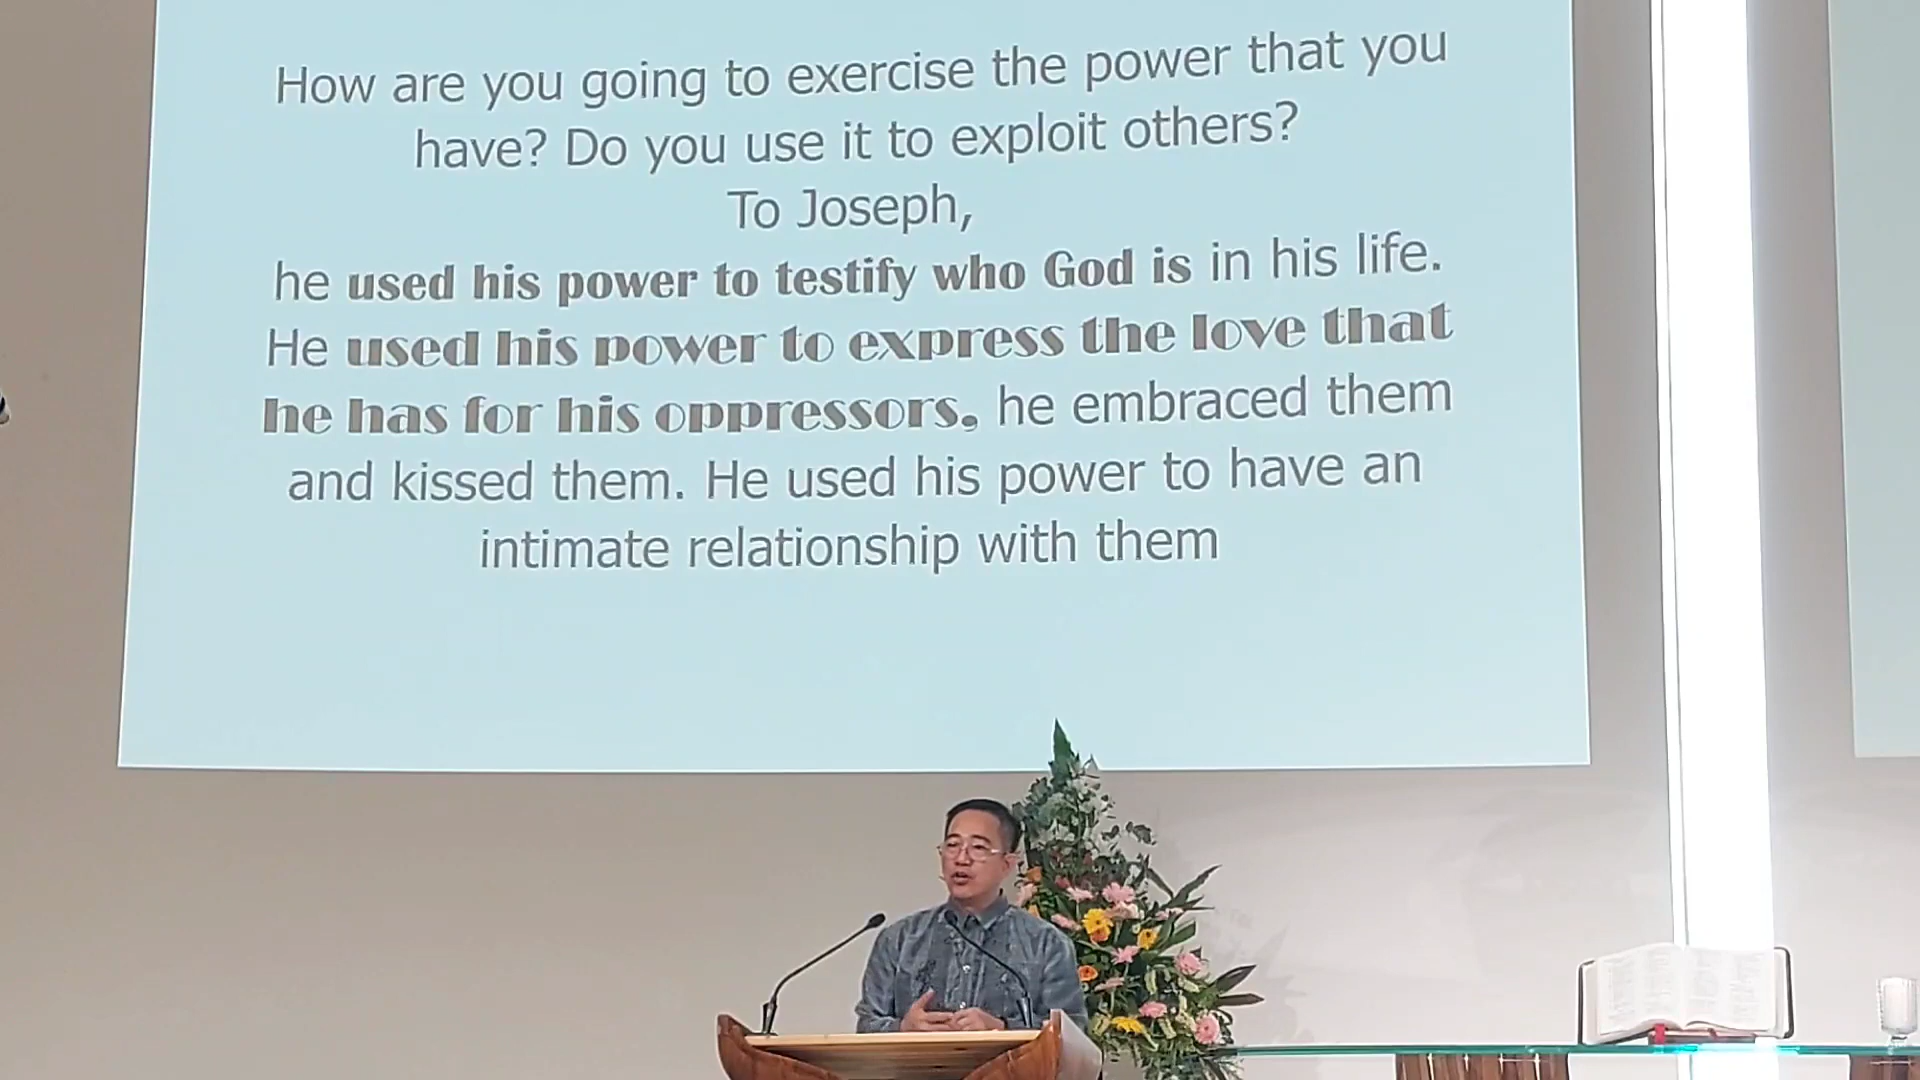 How are you going to exercise the power that you
have? Do you use it to exploit others?
To Joseph,
he used his power to testify who God is in his life.
He used his power to express the love that
he has for his oppressors, he embraced them
and kissed them. He used his power to have an
intimate relationship with them